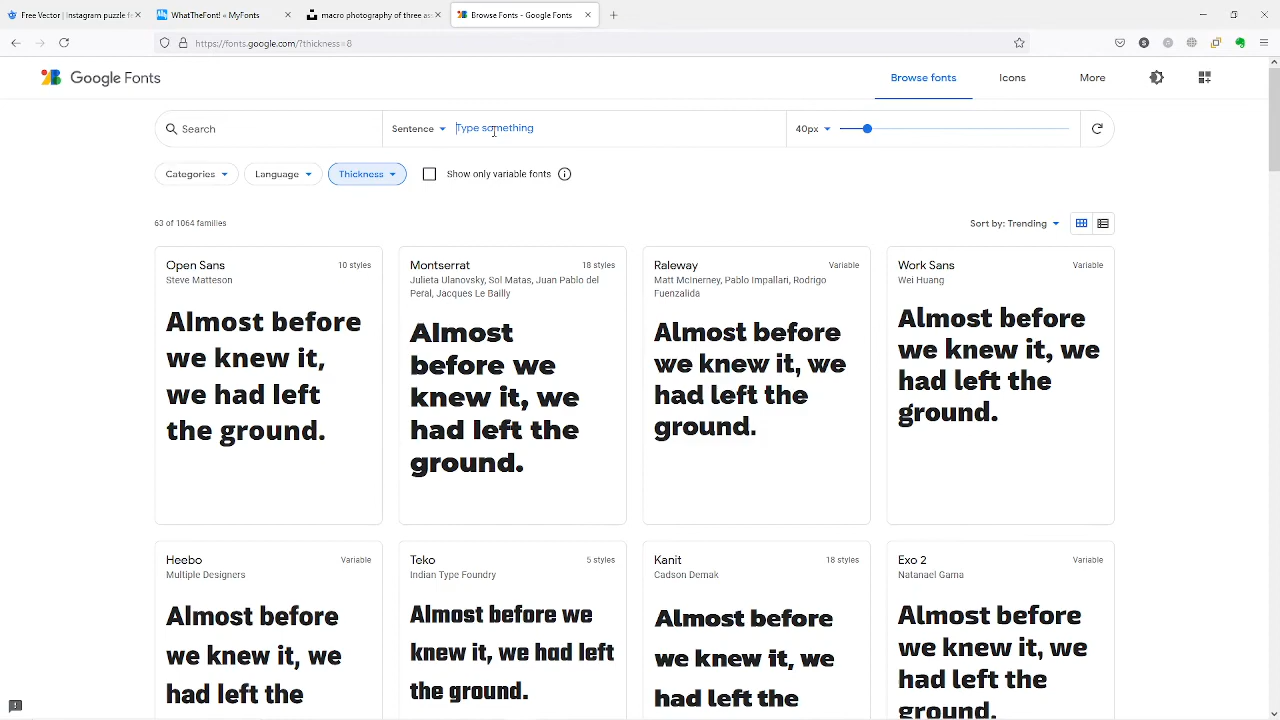 Free Vector | Instagram puzzle f
WhatTheFont! « MyFonts
macro photography of three as
Browse Fonts - Google Fonts
https://fonts.google.com/?thickness=8
Google Fonts
Browse fonts
Icons
More
Search
Sentence
Type something
40px
Categories
Language
Thickness
Show only variable fonts
63 of 1064 families
Sort by: Trending
Open Sans
10 styles
Steve Matteson
Almost before
we knew it,
we had left
the ground.
Montserrat
18 styles
Julieta Ulanovsky, Sol Matas, Juan Pablo del
Peral, Jacques Le Bailly
Almost
before we
knew it, we
had left the
ground.
Raleway
Variable
Matt McInerney, Pablo Impallari, Rodrigo
Fuenzalida
Almost before
we knew it, we
had left the
ground.
Work Sans
Variable
Wei Huang
Almost before
we knew it, we
had left the
ground.
Heebo
Variable
Multiple Designers
Almost before
we knew it, we
had left the
Teko
5 styles
Indian Type Foundry
Almost before we
knew it, we had left
the ground.
Kanit
18 styles
Cadson Demak
Almost before
we knew it, we
had left the
Exo 2
Variable
Natanael Gama
Almost before
we knew it, we
had left the
ground.